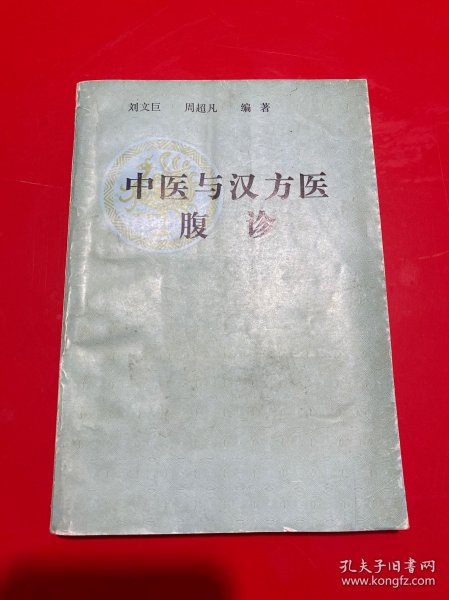 刘文巨 周超凡 编著
中医与汉方医
腹诊
孔夫子旧书网
www.kongfz.com